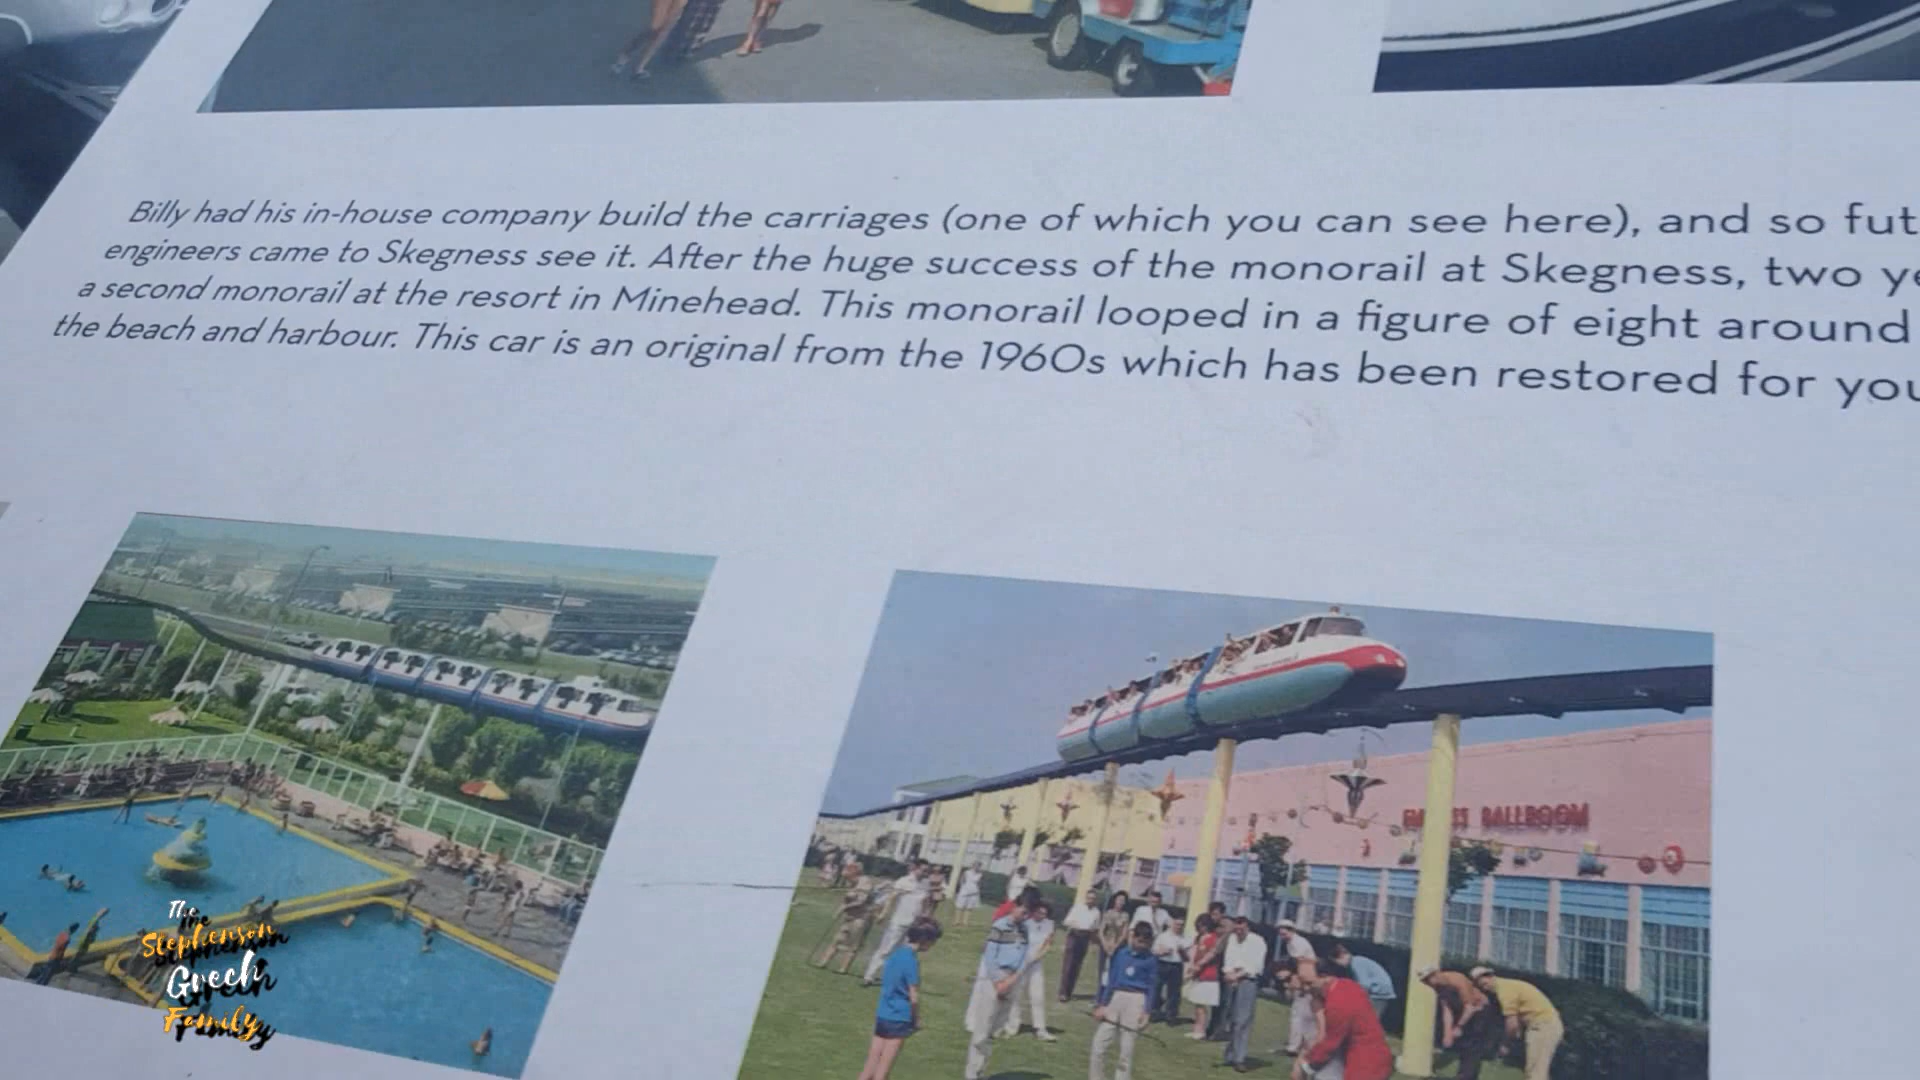 Billy had his in-house company build the carriages (one of which you can see here), and so
engineers came to Skegness see it. After the huge success of the monorail at Skegness, two
a second monorail at the resort in Minehead. This monorail looped in a figure of eight around
the beach and harbour. This car is an original from the 1960s which has been restored for
BALLROOM
The
Stephenson
Grech
Family